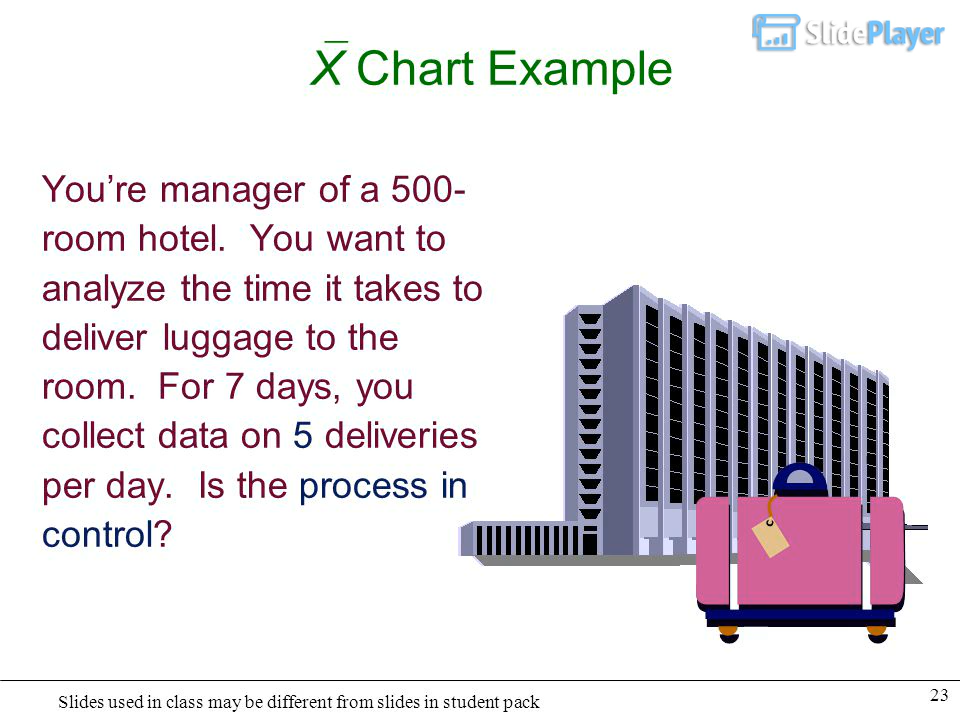 SlidePlayer
X̅ Chart Example
You’re manager of a 500-
room hotel.  You want to
analyze the time it takes to
deliver luggage to the
room.  For 7 days, you
collect data on 5 deliveries
per day.  Is the process in
control?
Slides used in class may be different from slides in student pack
23